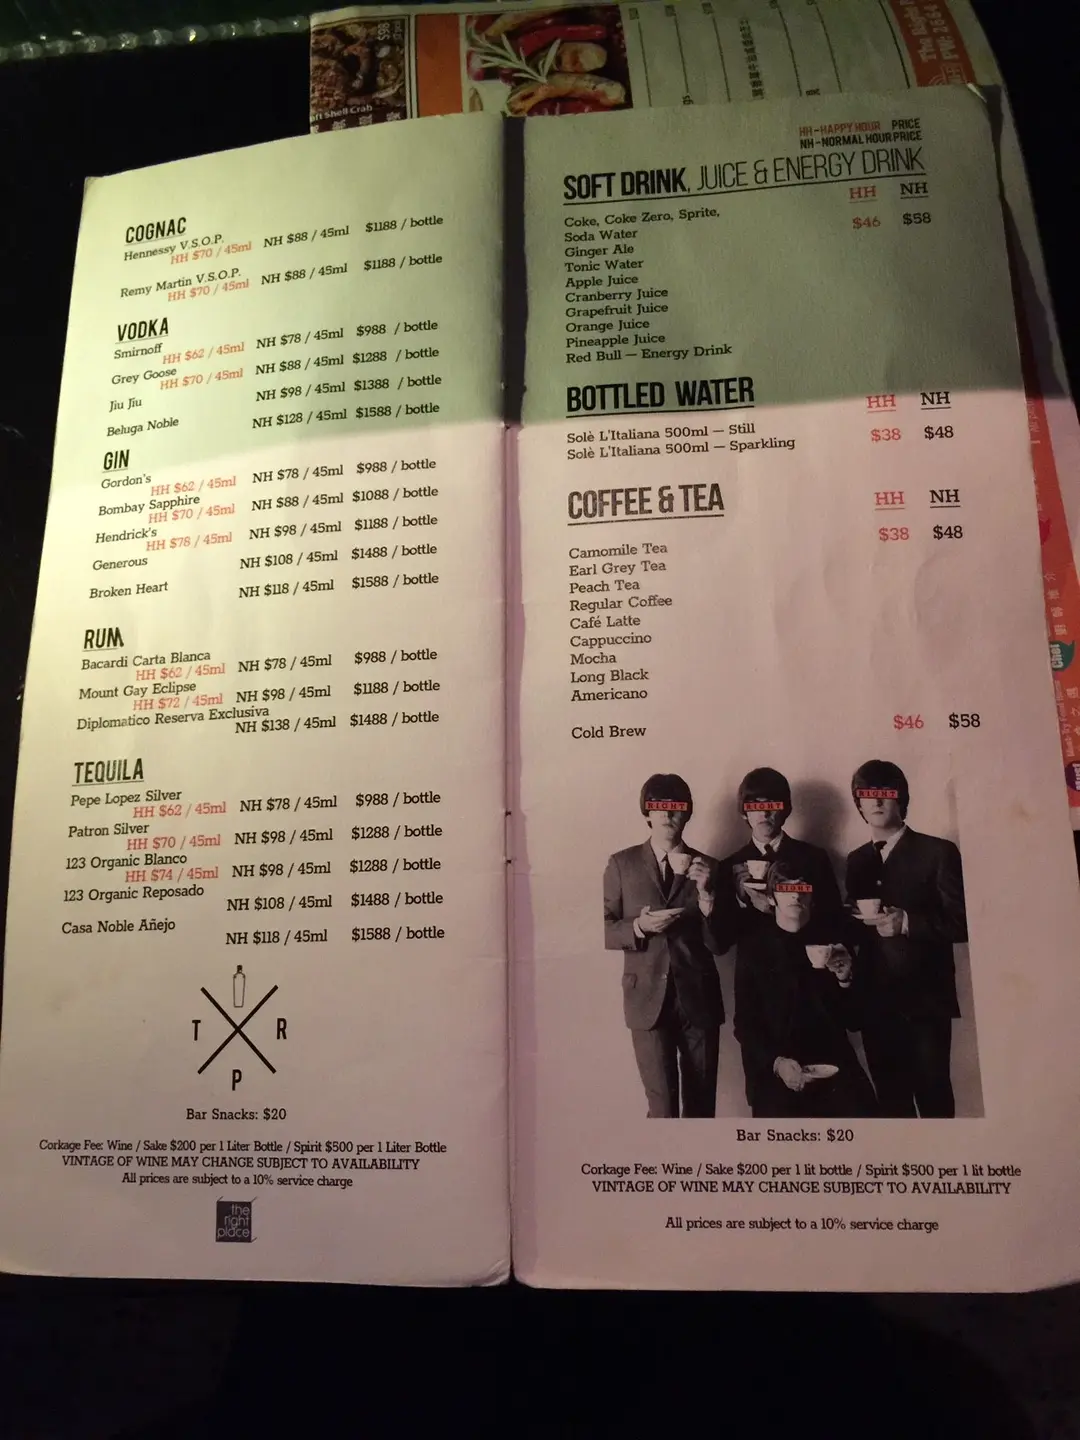 $98
Soft Shell Crab
The Right P
HH-HAPPY HOUR PRICE
NH-NORMAL HOUR PRICE
COGNAC
Hennessy V.S.O.P.
HH $70 / 45ml NH $88 / 45ml $1188 / bottle
Remy Martin V.S.O.P.
HH $70 / 45ml NH $88 / 45ml $1188 / bottle
VODKA
Smirnoff
HH $62 / 45ml NH $78 / 45ml $988 / bottle
Grey Goose
HH $70 / 45ml NH $88 / 45ml $1288 / bottle
Jiu Jiu NH $98 / 45ml $1388 / bottle
Beluga Noble NH $128 / 45ml $1588 / bottle
GIN
Gordon's
HH $62 / 45ml NH $78 / 45ml $988 / bottle
Bombay Sapphire
HH $70 / 45ml NH $88 / 45ml $1088 / bottle
Hendrick's
HH $78 / 45ml NH $98 / 45ml $1188 / bottle
Generous NH $108 / 45ml $1488 / bottle
Broken Heart NH $118 / 45ml $1588 / bottle
RUM
Bacardi Carta Blanca
HH $62 / 45ml NH $78 / 45ml $988 / bottle
Mount Gay Eclipse
HH $72 / 45ml NH $98 / 45ml $1188 / bottle
Diplomatico Reserva Exclusiva
NH $138 / 45ml $1488 / bottle
TEQUILA
Pepe Lopez Silver
HH $62 / 45ml NH $78 / 45ml $988 / bottle
Patron Silver
HH $70 / 45ml NH $98 / 45ml $1288 / bottle
123 Organic Blanco
HH $74 / 45ml NH $98 / 45ml $1288 / bottle
123 Organic Reposado
NH $108 / 45ml $1488 / bottle
Casa Noble Añejo
NH $118 / 45ml $1588 / bottle
T R
P
Bar Snacks: $20
Corkage Fee: Wine / Sake $200 per 1 Liter Bottle / Spirit $500 per 1 Liter Bottle
VINTAGE OF WINE MAY CHANGE SUBJECT TO AVAILABILITY
All prices are subject to a 10% service charge
the
right
place
SOFT DRINK, JUICE & ENERGY DRINK
HH NH
Coke, Coke Zero, Sprite, $46 $58
Soda Water
Ginger Ale
Tonic Water
Apple Juice
Cranberry Juice
Grapefruit Juice
Orange Juice
Pineapple Juice
Red Bull — Energy Drink
BOTTLED WATER HH NH
Solè L'Italiana 500ml — Still $38 $48
Solè L'Italiana 500ml — Sparkling
COFFEE & TEA HH NH
$38 $48
Camomile Tea
Earl Grey Tea
Peach Tea
Regular Coffee
Café Latte
Cappuccino
Mocha
Long Black
Americano
Cold Brew $46 $58
RIGHT
RIGHT
RIGHT
RIGHT
Bar Snacks: $20
Corkage Fee: Wine / Sake $200 per 1 lit bottle / Spirit $500 per 1 lit bottle
VINTAGE OF WINE MAY CHANGE SUBJECT TO AVAILABILITY
All prices are subject to a 10% service charge
Chef